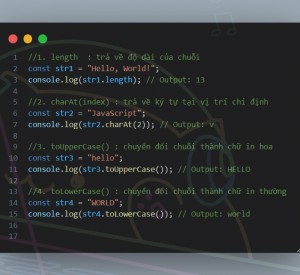 1 //1. length : trả về độ dài của chuỗi
2 const str1 = "Hello, World!";
3 console.log(str1.length); // Output: 13
4
5 //2. charAt(index) : trả về ký tự tại vị trí chỉ định
6 const str2 = "JavaScript";
7 console.log(str2.charAt(2)); // Output: v
8
9 //3. toUpperCase() : chuyển đổi chuỗi thành chữ in hoa
10 const str3 = "hello";
11 console.log(str3.toUpperCase()); // Output: HELLO
12
13 //4. toLowerCase() : chuyển đổi chuỗi thành chữ in thường
14 const str4 = "WORLD";
15 console.log(str4.toLowerCase()); // Output: world
16
17